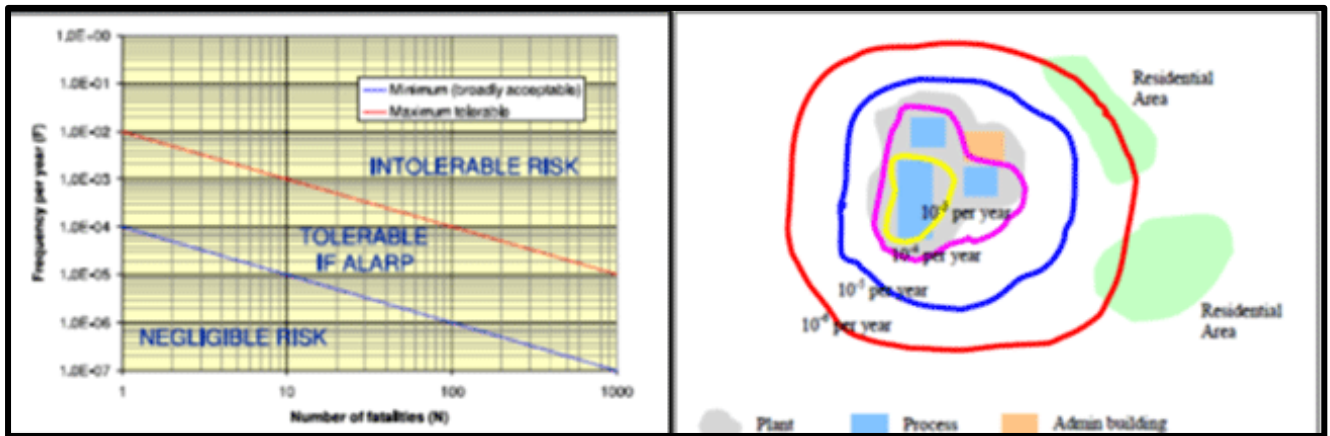 1.0E+00
1.0E+01
1.0E+02
1.0E+03
1.0E+04
1.0E+05
1.0E+06
1.0E+07
Frequency per year (F)
Minimum (broadly acceptable)
Maximum tolerable
INTOLERABLE RISK
TOLERABLE
IF ALARP
NEGLIGIBLE RISK
1 10 100 1000
Number of fatalities (N)
Residential
Area
per year
per year
per year
per year
Residential
Area
Plant Process Admin building